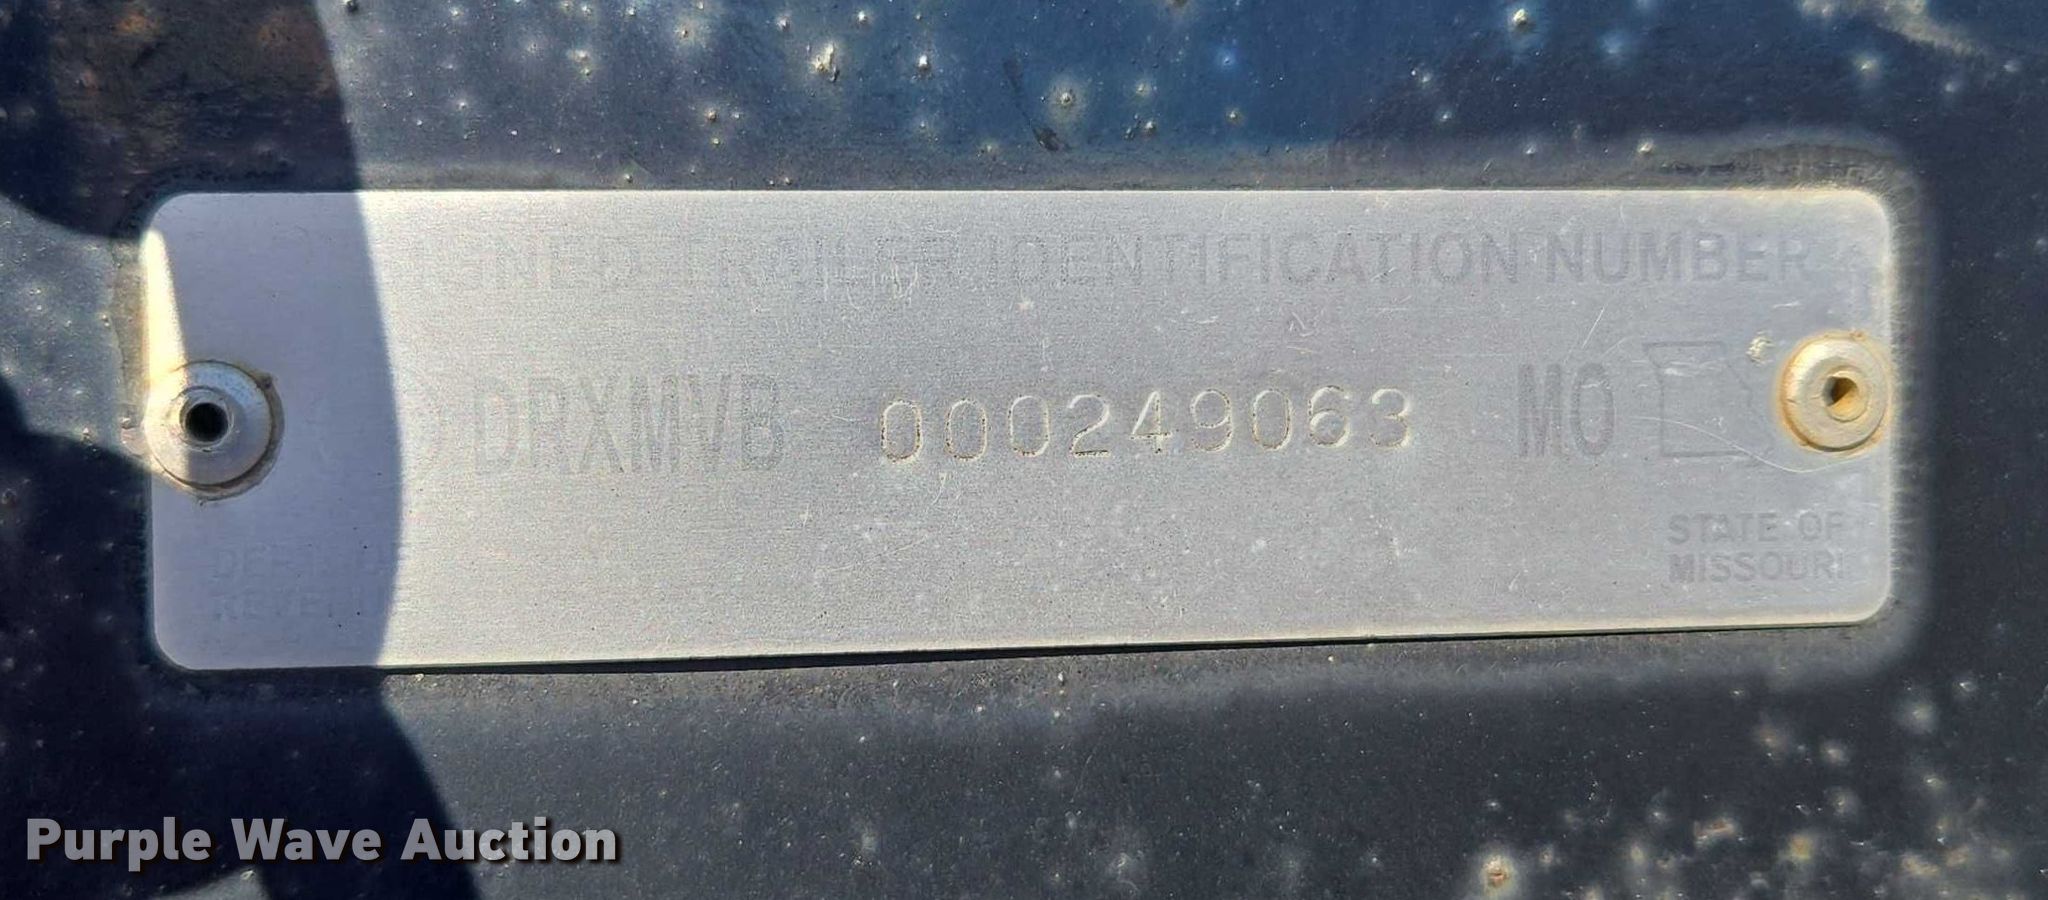 IDENTIFICATION NUMBER
DRXMVB 000249063 MO
STATE OF
MISSOURI
Purple Wave Auction